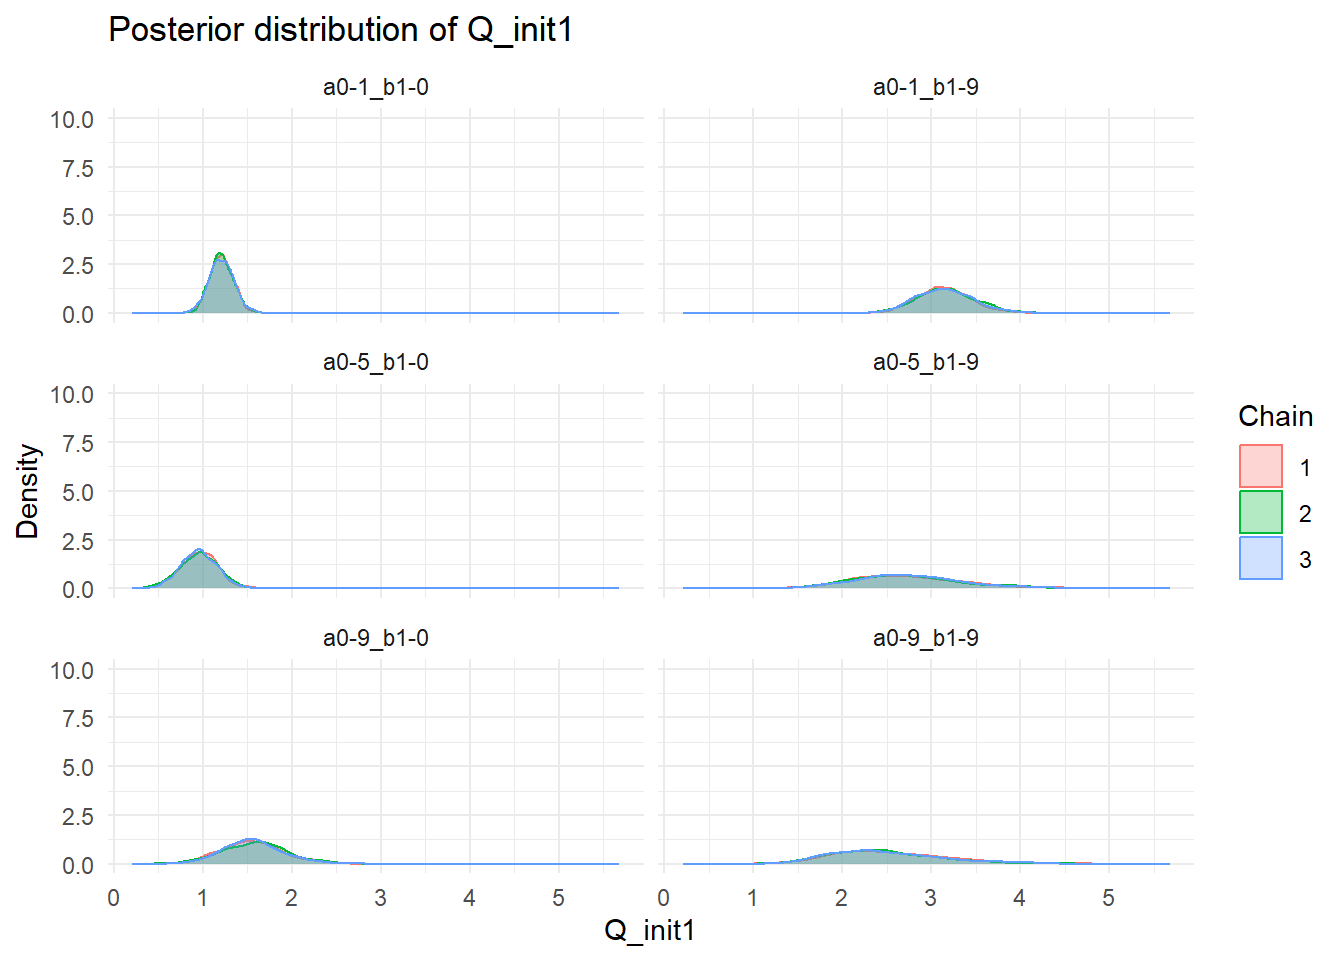 Posterior distribution of Q_init1
a0-1_b1-0
a0-1_b1-9
10.0
7.5
5.0
2.5
0.0
a0-5_b1-0
a0-5_b1-9
10.0
7.5
5.0
2.5
0.0
a0-9_b1-0
a0-9_b1-9
10.0
7.5
5.0
2.5
0.0
0 1 2 3 4 5
0 1 2 3 4 5
Q_init1
Density
Chain
1
2
3